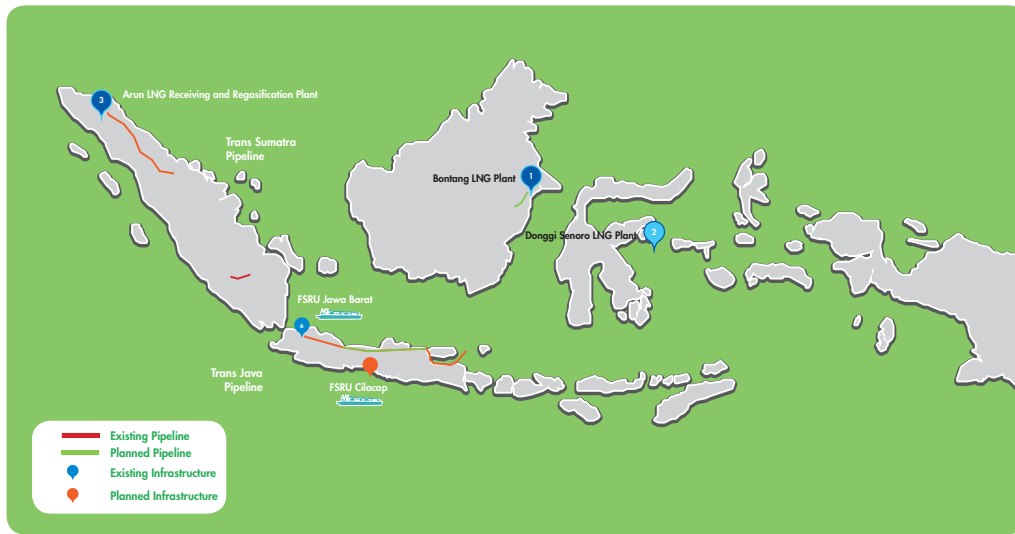 3
Arun LNG Receiving and Regasification Plant
Trans Sumatra
Pipeline
Bontang LNG Plant
1
Donggi Senoro LNG Plant
2
FSRU Jawa Barat
6
Trans Java
Pipeline
FSRU Cilacap
Existing Pipeline
Planned Pipeline
Existing Infrastructure
Planned Infrastructure